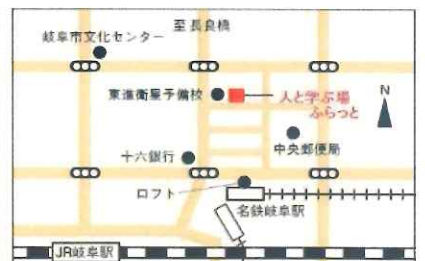 至長良橋
岐阜市文化センター
東進衛星予備校
人と学ぶ場
ふらっと
N
中央郵便局
十六銀行
ロフト
名鉄岐阜駅
JR岐阜駅